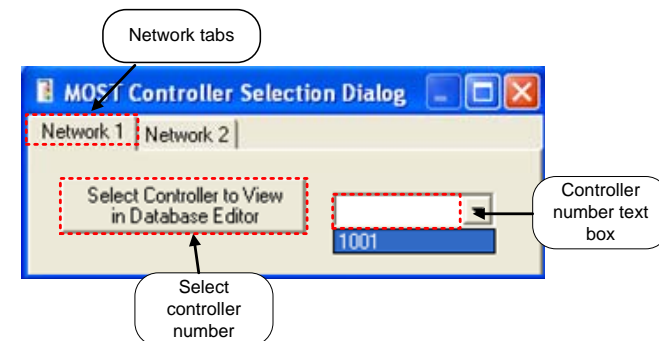 Network tabs
MOST Controller Selection Dialog
Network 1
Network 2
Select Controller to View
in Database Editor
1001
Controller
number text
box
Select
controller
number